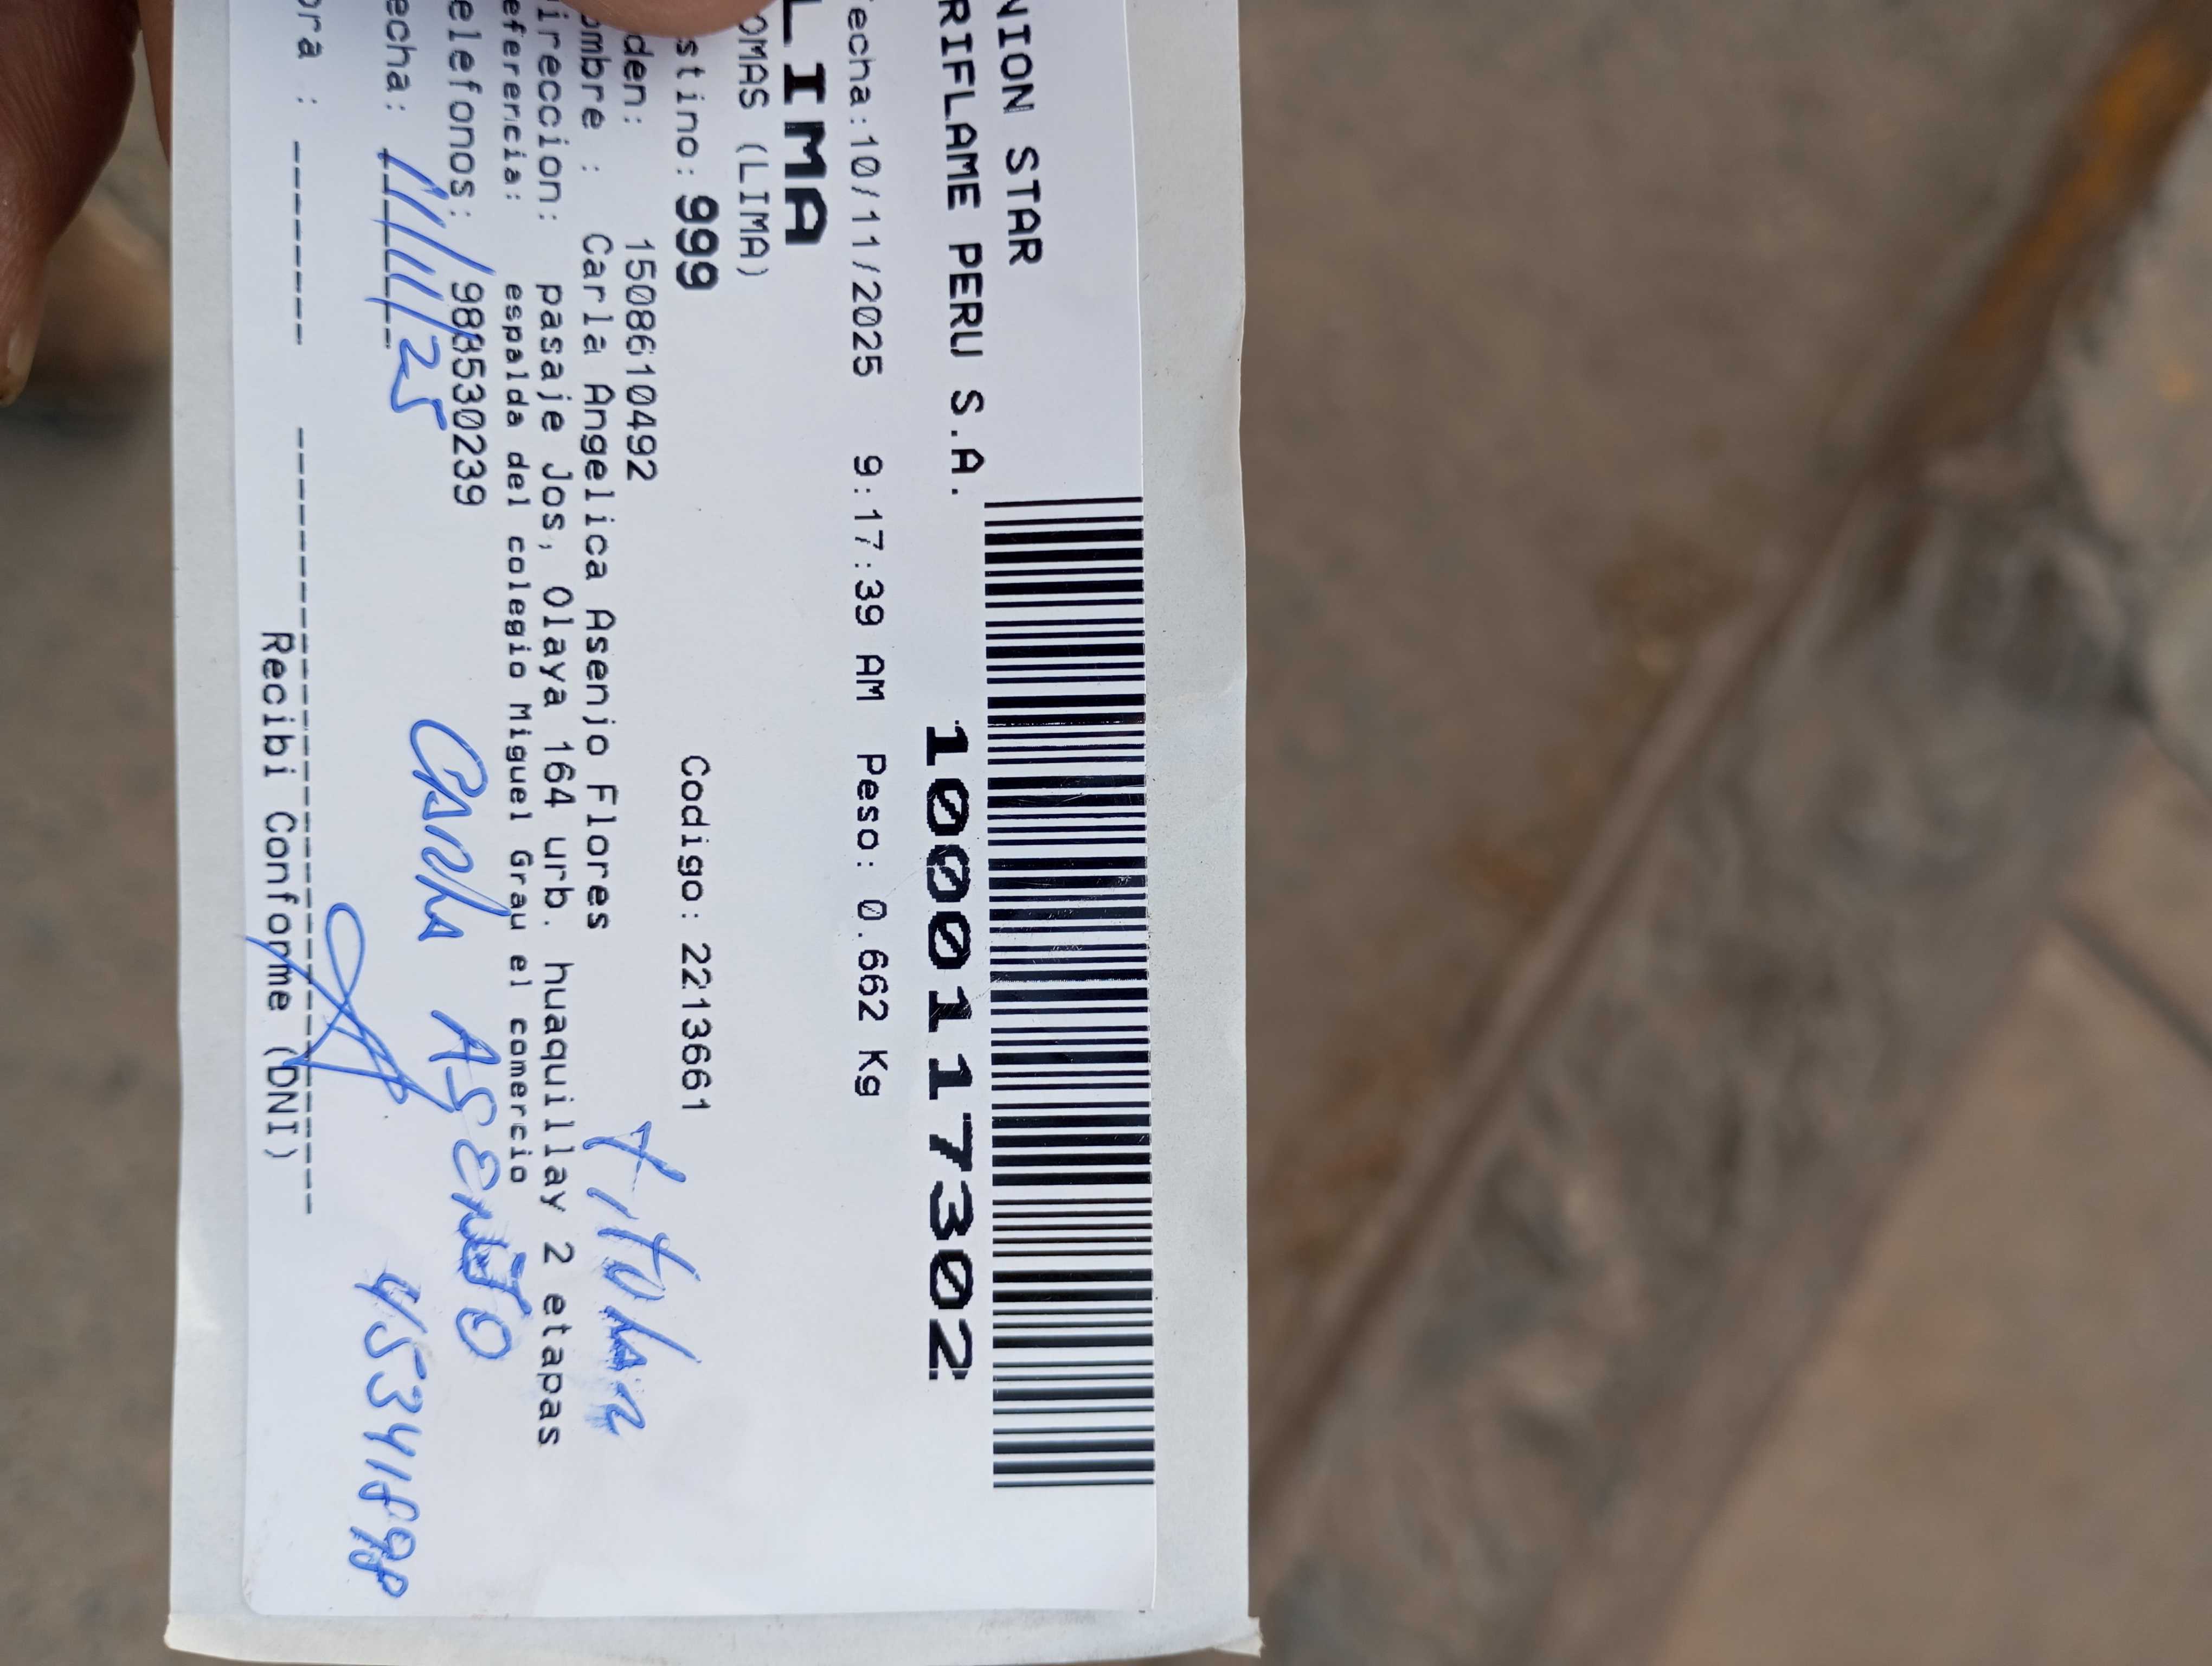 NION STAR
RIFLAME PERU S.A.
1000117302
echa:10/11/2025 9:17:39 AM Peso: 0.662 Kg
LIMA
OMAS (LIMA)
stino: 999 Codigo: 2213661
den: 1508610492
ombre : Carla Angelica Asenjo Flores
Titular
ireccion: pasaje Jos, Olaya 164 urb. huaquillay 2 etapas
eferencia: espalda del colegio Miguel Grau el comercio
elefonos: 988530239
Carla Asenjo
echa: 11/11/25
45341898
ora :
Recibi Conforme (DNI)